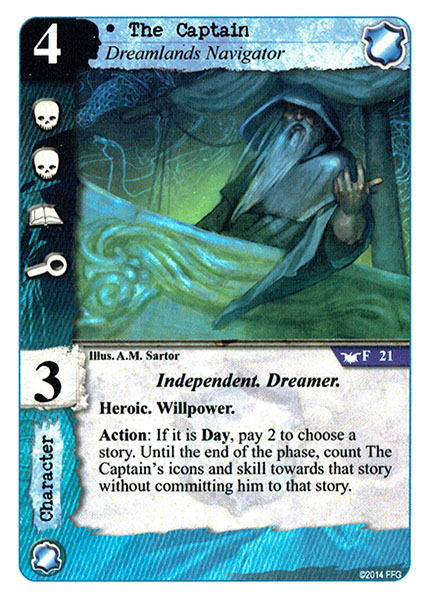 4
• The Captain
Dreamlands Navigator
Illus. A.M. Sartor
F 21
3
Independent. Dreamer.
Heroic. Willpower.
Action: If it is Day, pay 2 to choose a
story. Until the end of the phase, count The
Captain's icons and skill towards that story
without committing him to that story.
Character
©2014 FFG